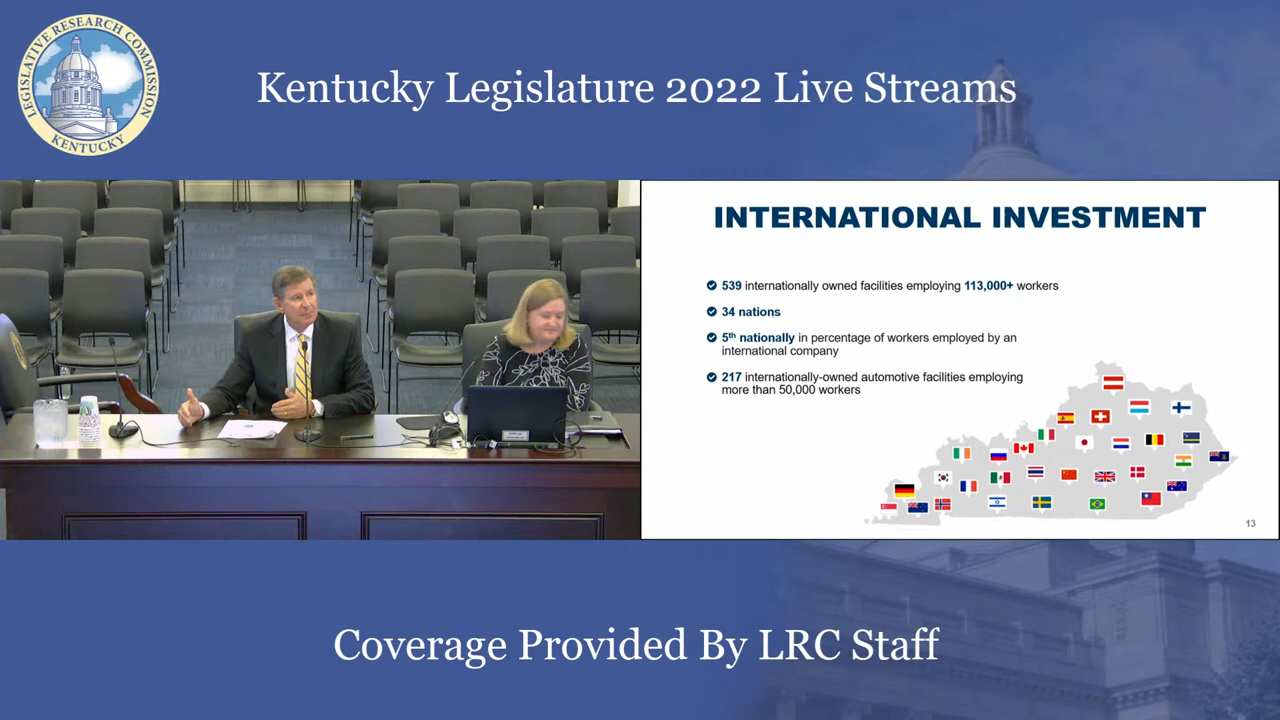 LEGISLATIVE RESEARCH COMMISSION
KENTUCKY
Kentucky Legislature 2022 Live Streams
INTERNATIONAL INVESTMENT
539 internationally owned facilities employing 113,000+ workers
34 nations
5th nationally in percentage of workers employed by an
international company
217 internationally-owned automotive facilities employing
more than 50,000 workers
13
Coverage Provided By LRC Staff